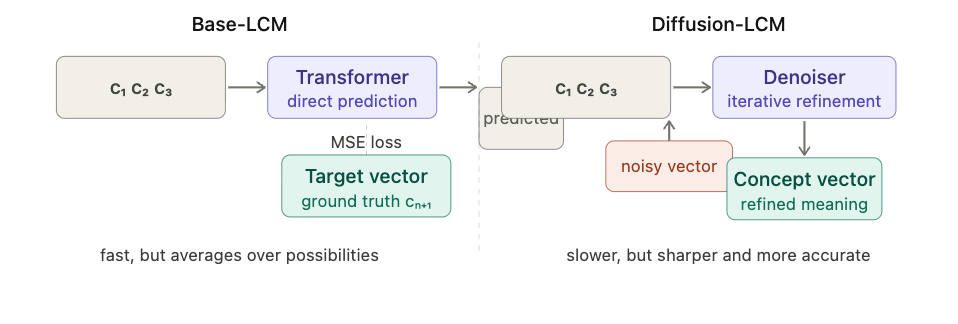 Base-LCM
c₁ c₂ c₃
Transformer
direct prediction
predicted
MSE loss
Target vector
ground truth cₙ₊₁
fast, but averages over possibilities
Diffusion-LCM
c₁ c₂ c₃
Denoiser
iterative refinement
noisy vector
Concept vector
refined meaning
slower, but sharper and more accurate